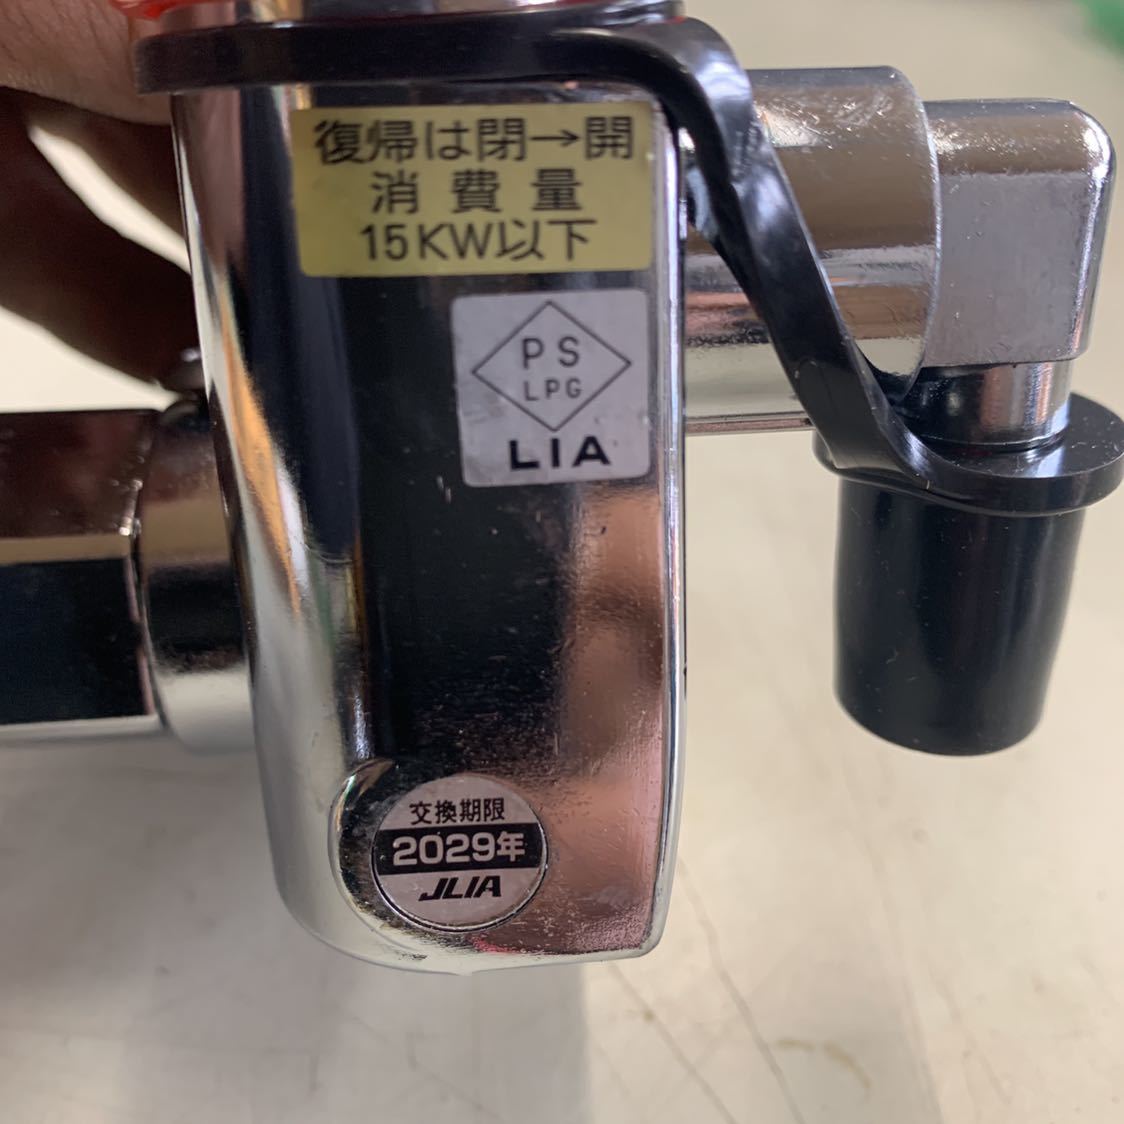 復帰は閉→開
消費量
15KW以下
PS
LPG
LIA
交換期限
2029年
JLIA